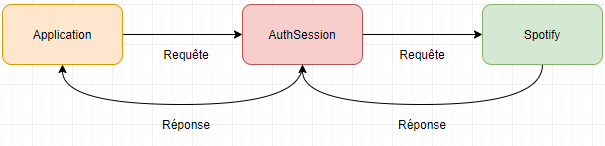 Application
AuthSession
Spotify
Requête
Requête
Réponse
Réponse